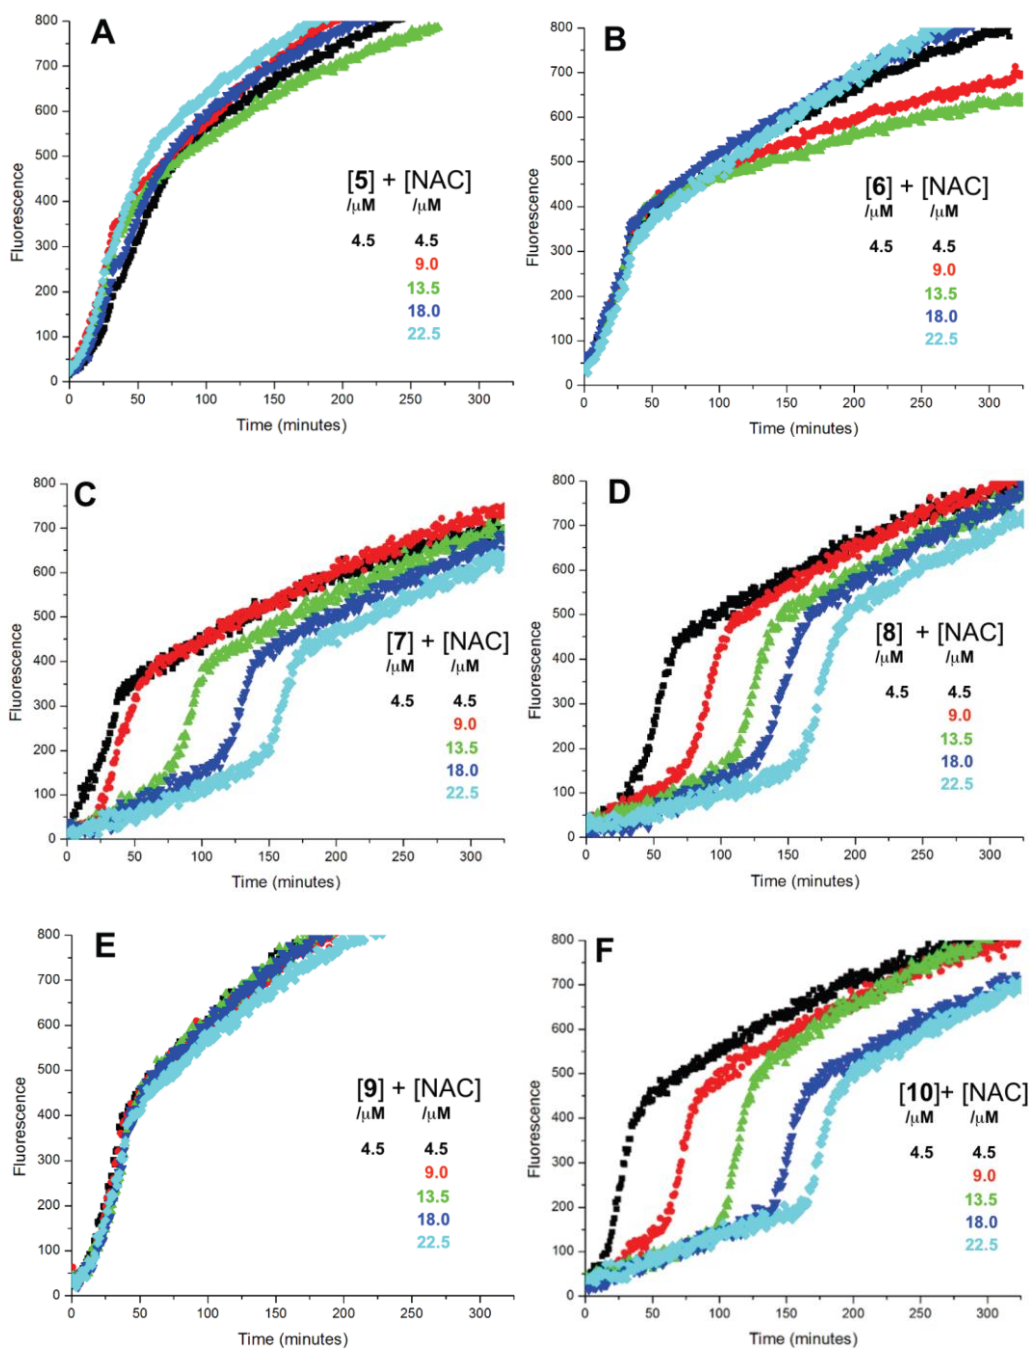 A
800
700
600
500
400
300
200
100
0
Fluorescence
[5] + [NAC]
/μM /μM
4.5 4.5
9.0
13.5
18.0
22.5
0 50 100 150 200 250 300
Time (minutes)
B
800
700
600
500
400
300
200
100
0
Fluorescence
[6] + [NAC]
/μM /μM
4.5 4.5
9.0
13.5
18.0
22.5
0 50 100 150 200 250 300
Time (minutes)
C
800
700
600
500
400
300
200
100
0
Fluorescence
[7] + [NAC]
/μM /μM
4.5 4.5
9.0
13.5
18.0
22.5
0 50 100 150 200 250 300
Time (minutes)
D
800
700
600
500
400
300
200
100
0
Fluorescence
[8] + [NAC]
/μM /μM
4.5 4.5
9.0
13.5
18.0
22.5
0 50 100 150 200 250 300
Time (minutes)
E
800
700
600
500
400
300
200
100
0
Fluorescence
[9] + [NAC]
/μM /μM
4.5 4.5
9.0
13.5
18.0
22.5
0 50 100 150 200 250 300
Time (minutes)
F
800
700
600
500
400
300
200
100
0
Fluorescence
[10]+ [NAC]
/μM /μM
4.5 4.5
9.0
13.5
18.0
22.5
0 50 100 150 200 250 300
Time (minutes)